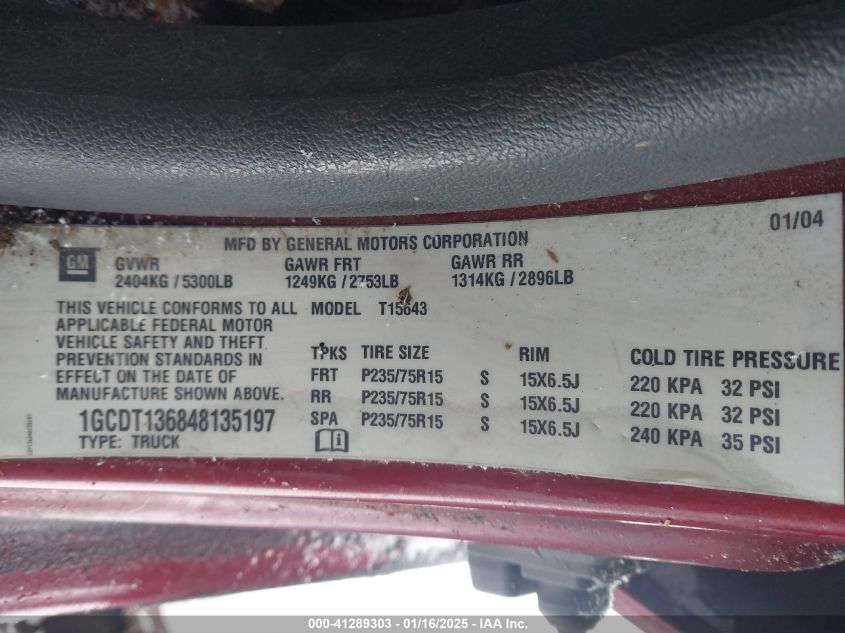 01/04
MFD BY GENERAL MOTORS CORPORATION
GM
GVWR GAWR FRT GAWR RR
2404KG / 5300LB 1249KG / 2753LB 1314KG / 2896LB
THIS VEHICLE CONFORMS TO ALL
APPLICABLE FEDERAL MOTOR
VEHICLE SAFETY AND THEFT
PREVENTION STANDARDS IN
EFFECT ON THE DATE OF
MANUFACTURE SHOWN ABOVE.
1GCDT136848135197
TYPE: TRUCK
MODEL T15643
TPKS TIRE SIZE RIM COLD TIRE PRESSURE
FRT P235/75R15 S 15X6.5J 220 KPA 32 PSI
RR P235/75R15 S 15X6.5J 220 KPA 32 PSI
SPA P235/75R15 S 15X6.5J 240 KPA 35 PSI
000-41289303 - 01/16/2025 - IAA Inc.